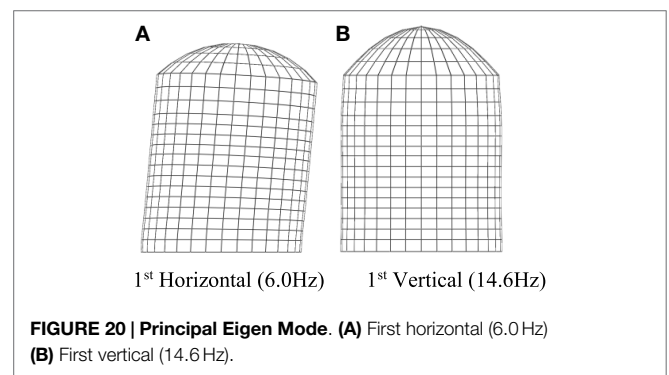 A B
1st Horizontal (6.0Hz) 1st Vertical (14.6Hz)
FIGURE 20 | Principal Eigen Mode. (A) First horizontal (6.0 Hz)
(B) First vertical (14.6 Hz).